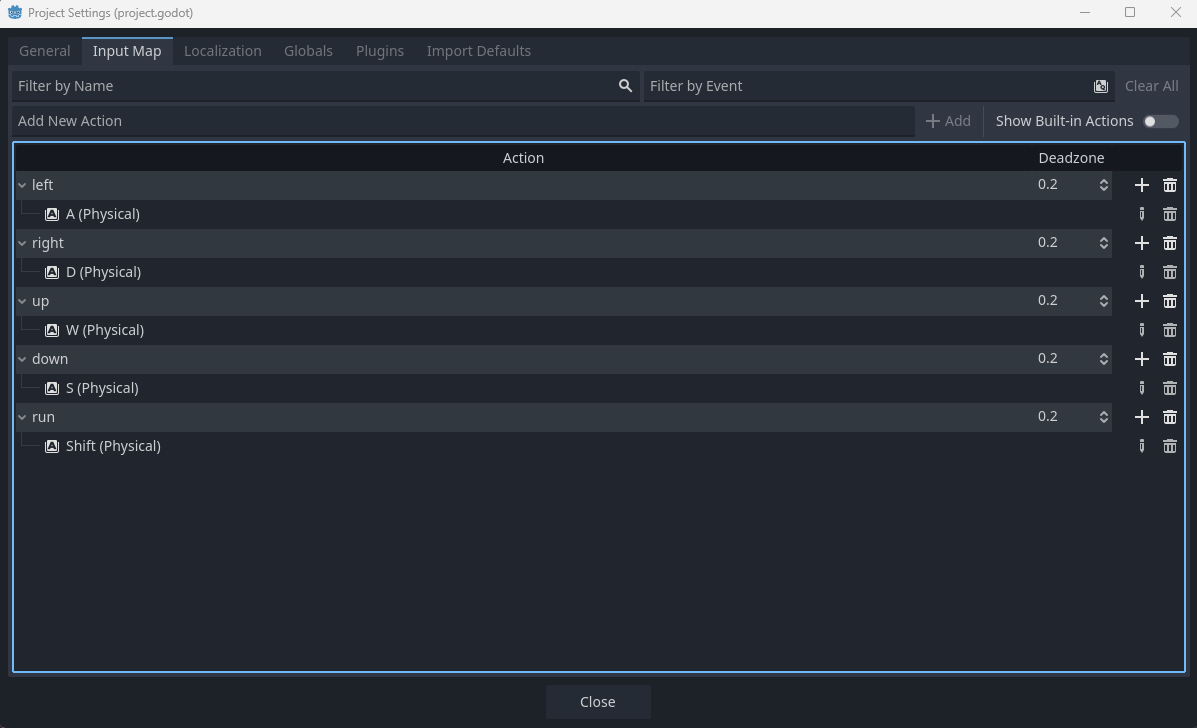 Project Settings (project.godot)
General Input Map Localization Globals Plugins Import Defaults
Filter by Name Filter by Event Clear All
Add New Action Add Show Built-in Actions
Action Deadzone
left 0.2
A (Physical)
right 0.2
D (Physical)
up 0.2
W (Physical)
down 0.2
S (Physical)
run 0.2
Shift (Physical)
Close